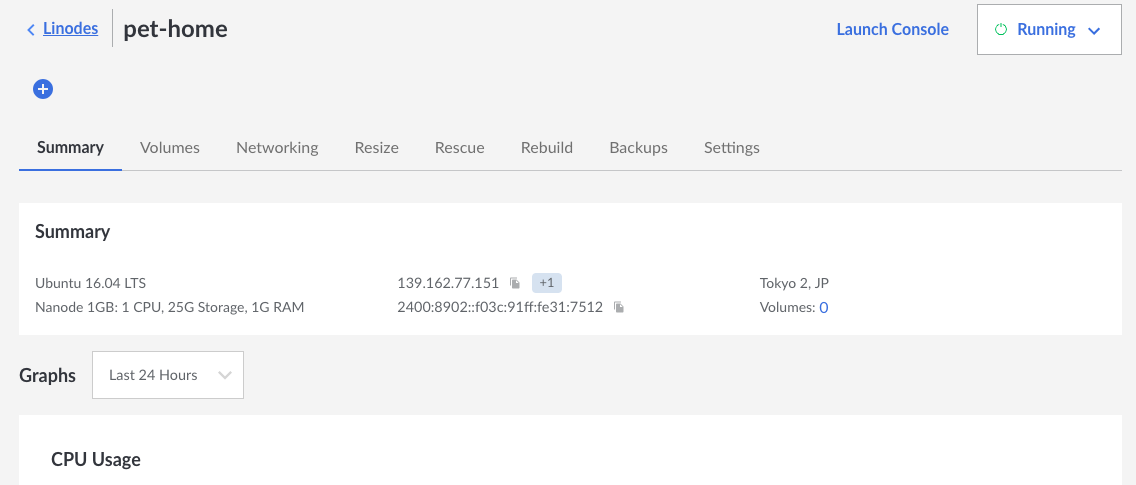 Linodes pet-home Launch Console Running
Summary Volumes Networking Resize Rescue Rebuild Backups Settings
Summary
Ubuntu 16.04 LTS 139.162.77.151 +1 Tokyo 2, JP
Nanode 1GB: 1 CPU, 25G Storage, 1G RAM 2400:8902::f03c:91ff:fe31:7512 Volumes: 0
Graphs Last 24 Hours
CPU Usage